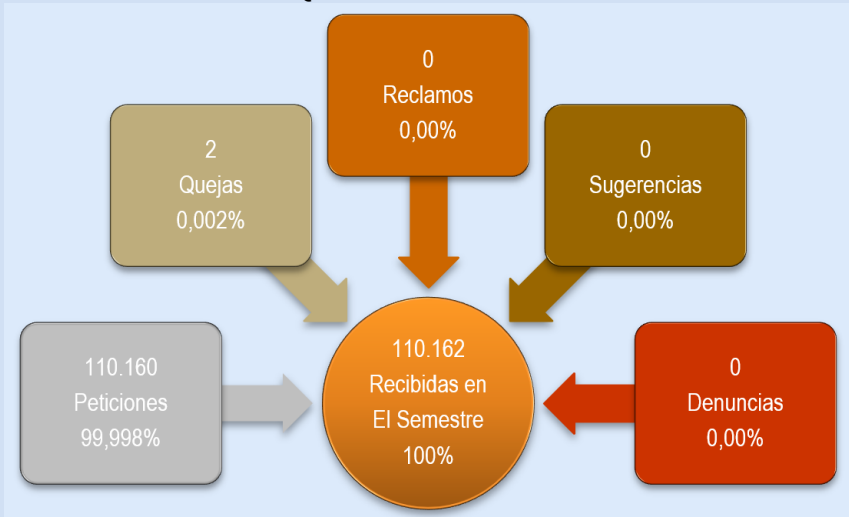 0
Reclamos
0,00%
2
Quejas
0,002%
0
Sugerencias
0,00%
110.160
Peticiones
99,998%
110.162
Recibidas en
El Semestre
100%
0
Denuncias
0,00%